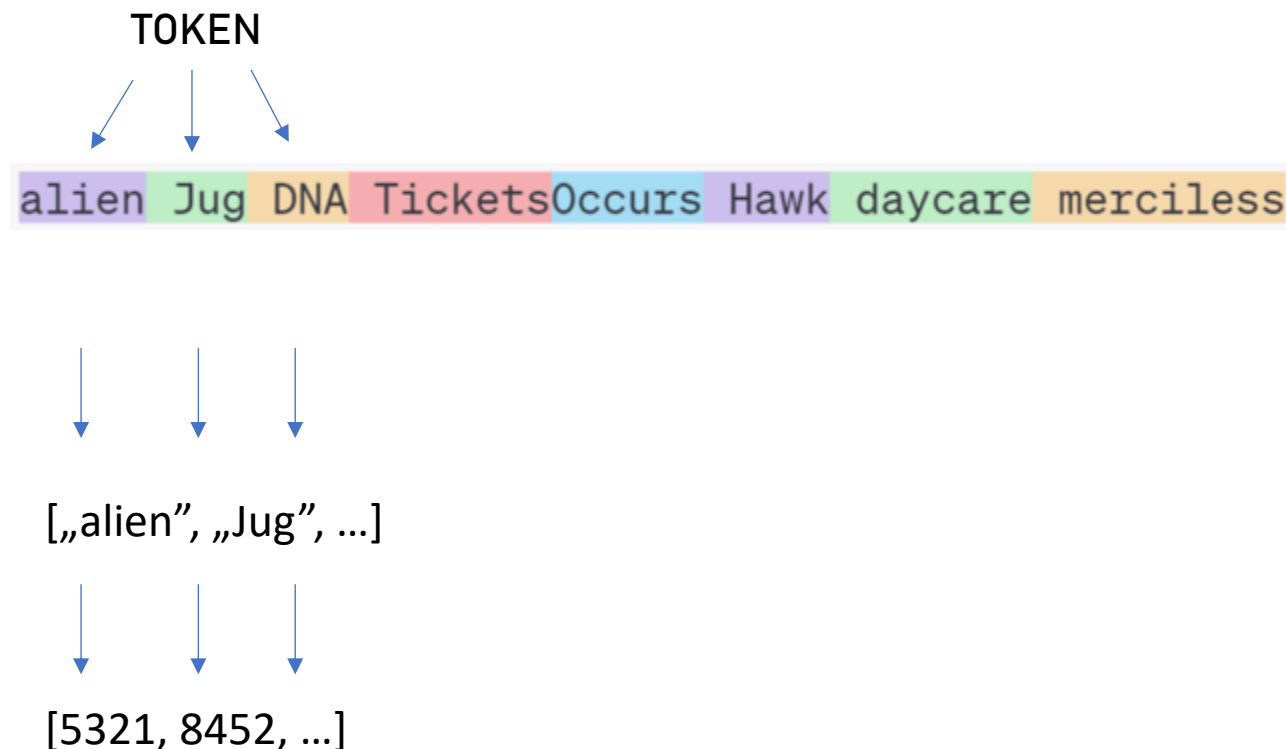 TOKEN
alien Jug DNA TicketsOccurs Hawk daycare merciless
[„alien”, „Jug”, …]
[5321, 8452, …]